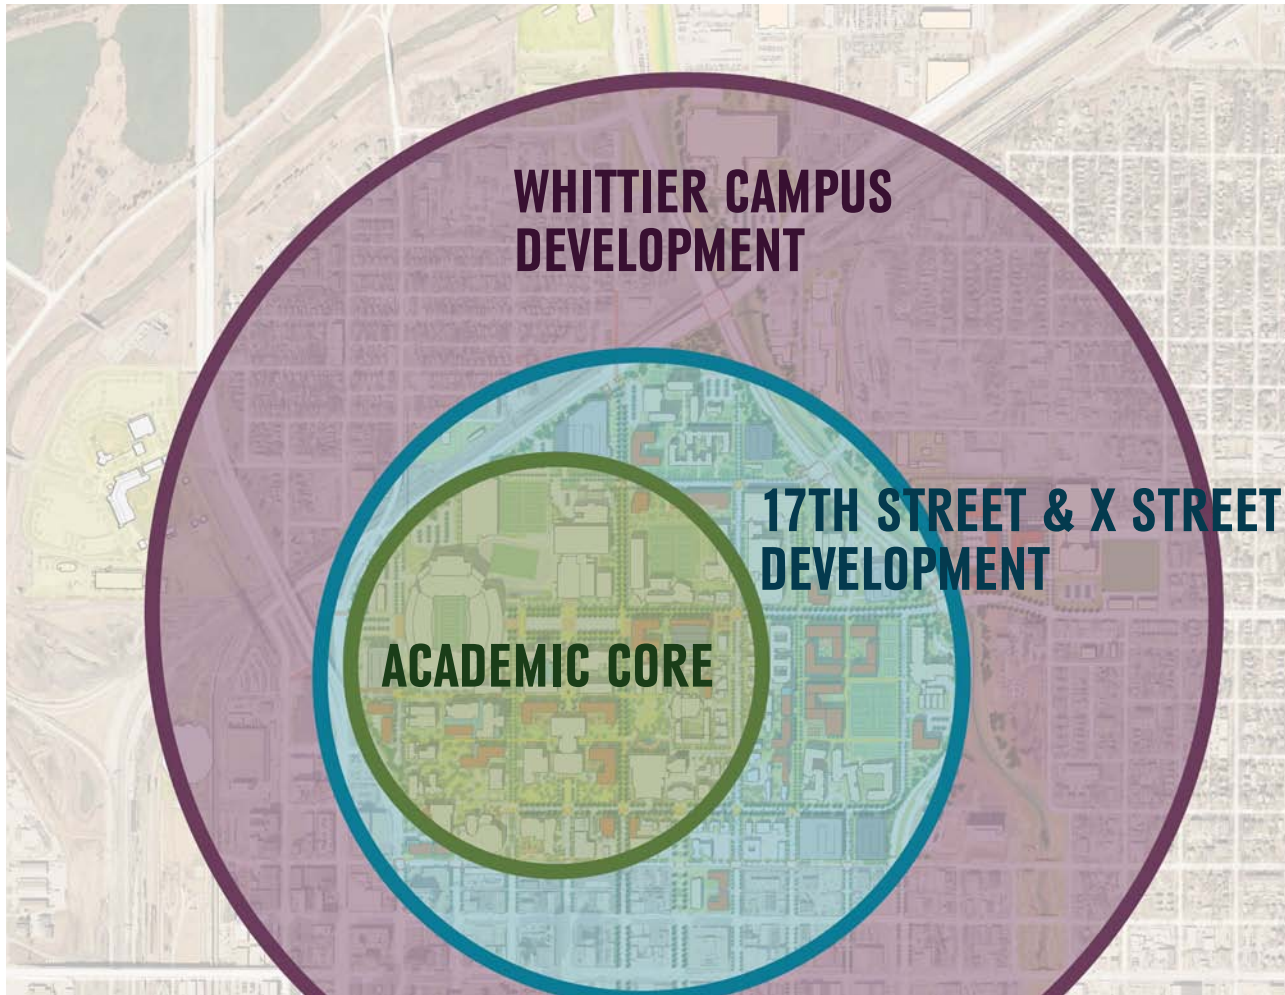 WHITTIER CAMPUS
DEVELOPMENT
17TH STREET & X STREET
DEVELOPMENT
ACADEMIC CORE